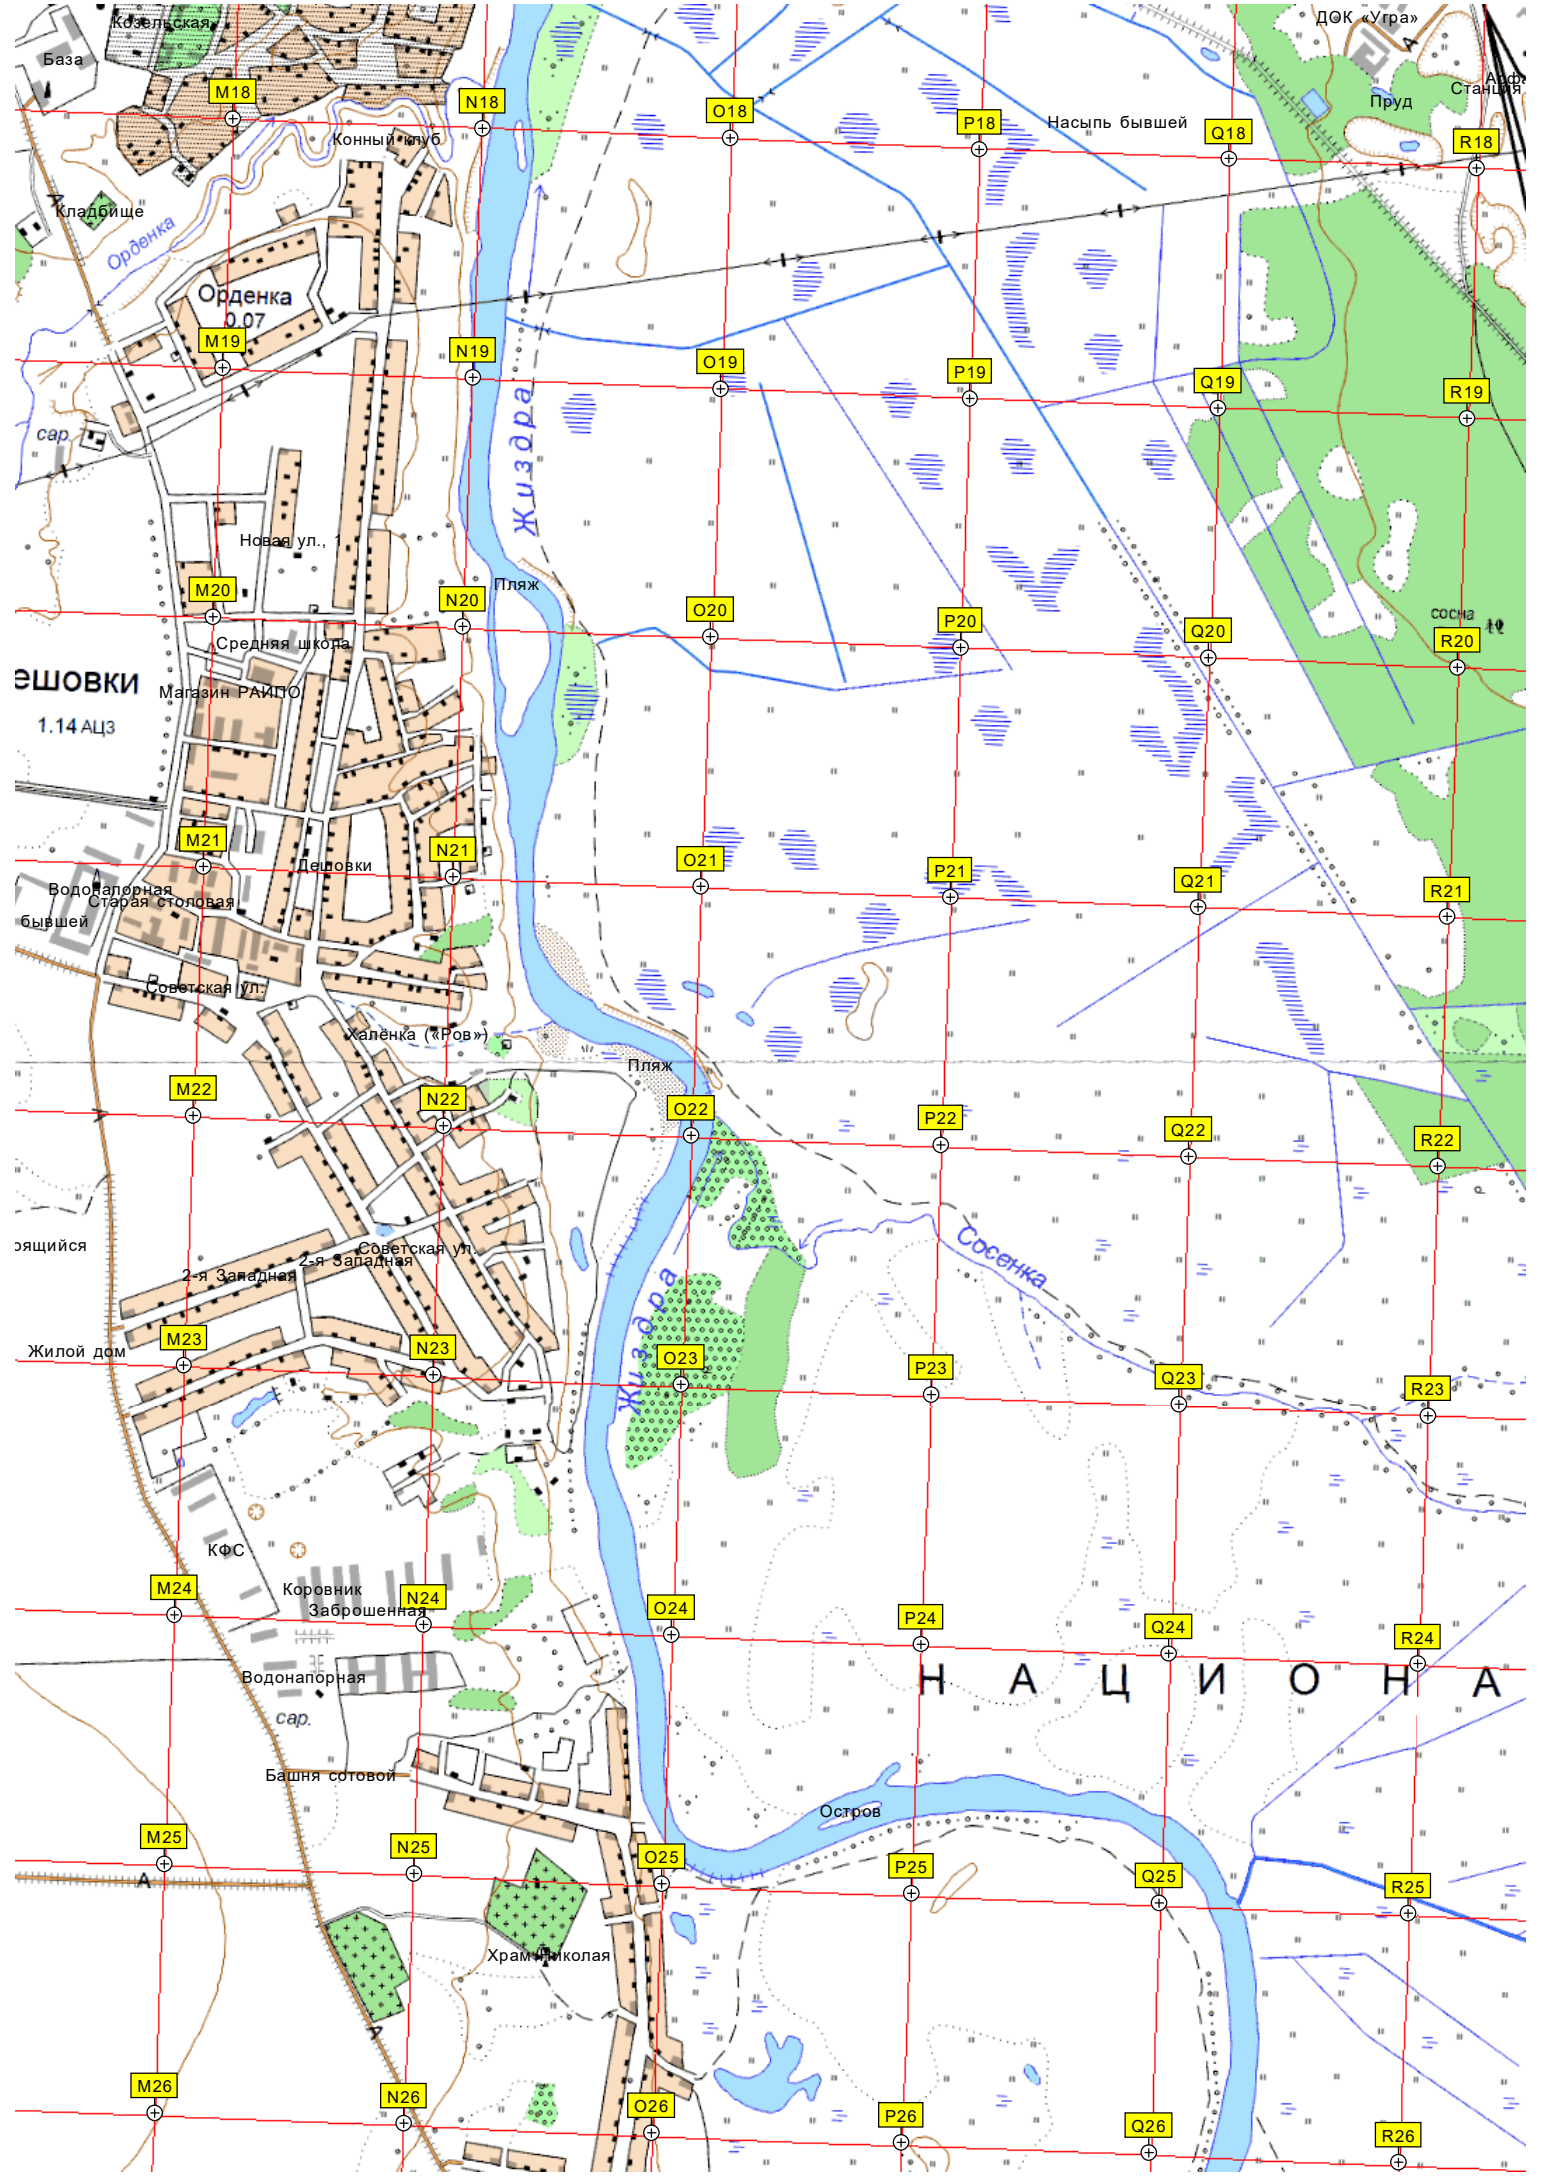 Козельская
ДОК «Угра»
База
Станция
M18
N18
O18
P18
Q18
R18
Пруд
Насыпь бывшей
Конный клуб
Кладбище
Орденка
Орденка
0.07
M19
N19
O19
P19
Q19
R19
Жиздра
сар.
Новая ул., 1
Пляж
M20
N20
O20
P20
Q20
R20
сосна
Средняя школа
ешовки
Магазин РАЙПО
1.14 АЦЗ
M21
N21
O21
P21
Q21
R21
Дешовки
Водонапорная
Старая столовая
бывшей
Советская ул.
Халёнка («Ров»)
Пляж
M22
N22
O22
P22
Q22
R22
оящийся
Советская ул.
2-я Западная
2-я Западная
Сосенка
Жиздра
M23
N23
O23
P23
Q23
R23
Жилой дом
КФС
M24
N24
O24
P24
Q24
R24
Коровник
Заброшенная
Водонапорная
Н А Ц И О Н А
сар.
Башня сотовой
Остров
M25
N25
O25
P25
Q25
R25
А
Храм Николая
А
M26
N26
O26
P26
Q26
R26